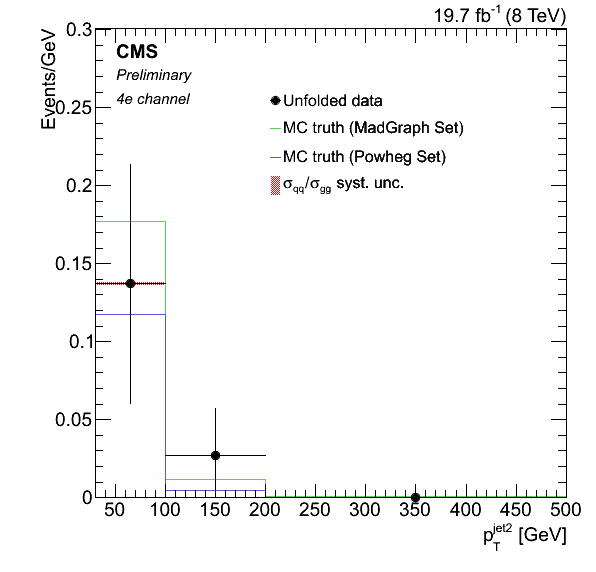 19.7 fb⁻¹ (8 TeV)
Events/GeV
CMS
Preliminary
4e channel
Unfolded data
MC truth (MadGraph Set)
MC truth (Powheg Set)
σqq/σgg syst. unc.
0.3
0.25
0.2
0.15
0.1
0.05
0
50 100 150 200 250 300 350 400 450 500
p_T^jet2 [GeV]